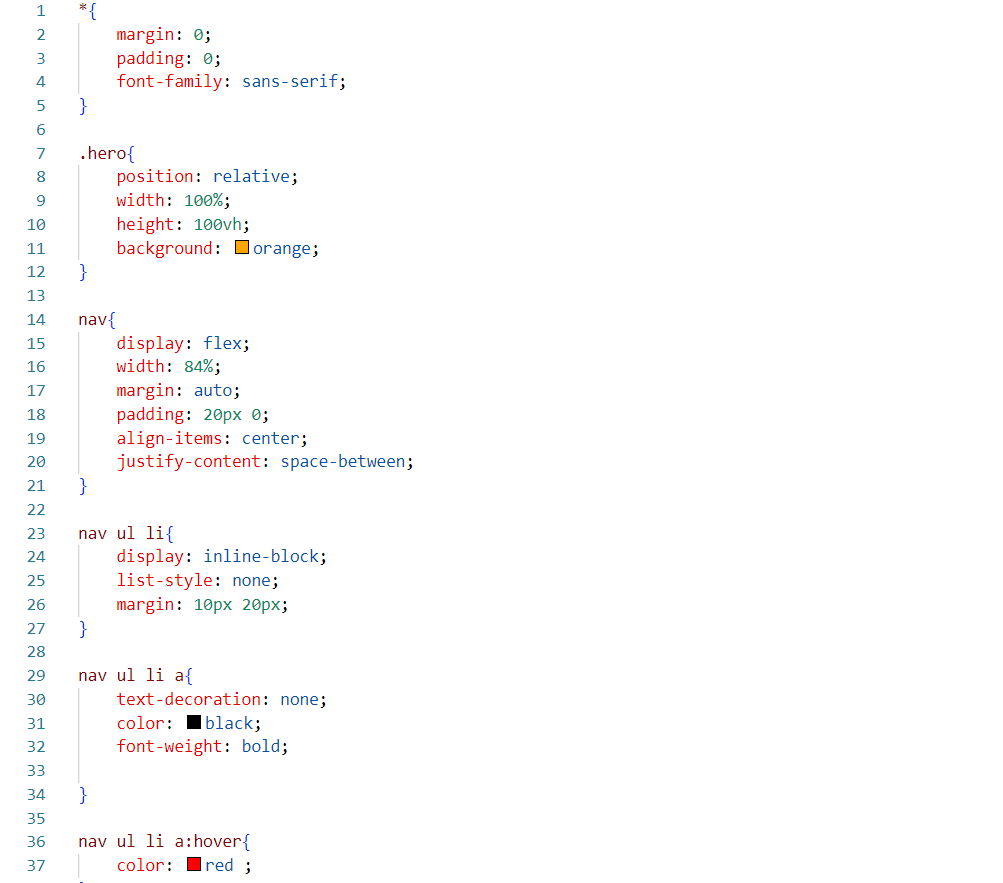 1 *{
2 margin: 0;
3 padding: 0;
4 font-family: sans-serif;
5 }
6
7 .hero{
8 position: relative;
9 width: 100%;
10 height: 100vh;
11 background: orange;
12 }
13
14 nav{
15 display: flex;
16 width: 84%;
17 margin: auto;
18 padding: 20px 0;
19 align-items: center;
20 justify-content: space-between;
21 }
22
23 nav ul li{
24 display: inline-block;
25 list-style: none;
26 margin: 10px 20px;
27 }
28
29 nav ul li a{
30 text-decoration: none;
31 color: black;
32 font-weight: bold;
33
34 }
35
36 nav ul li a:hover{
37 color: red ;